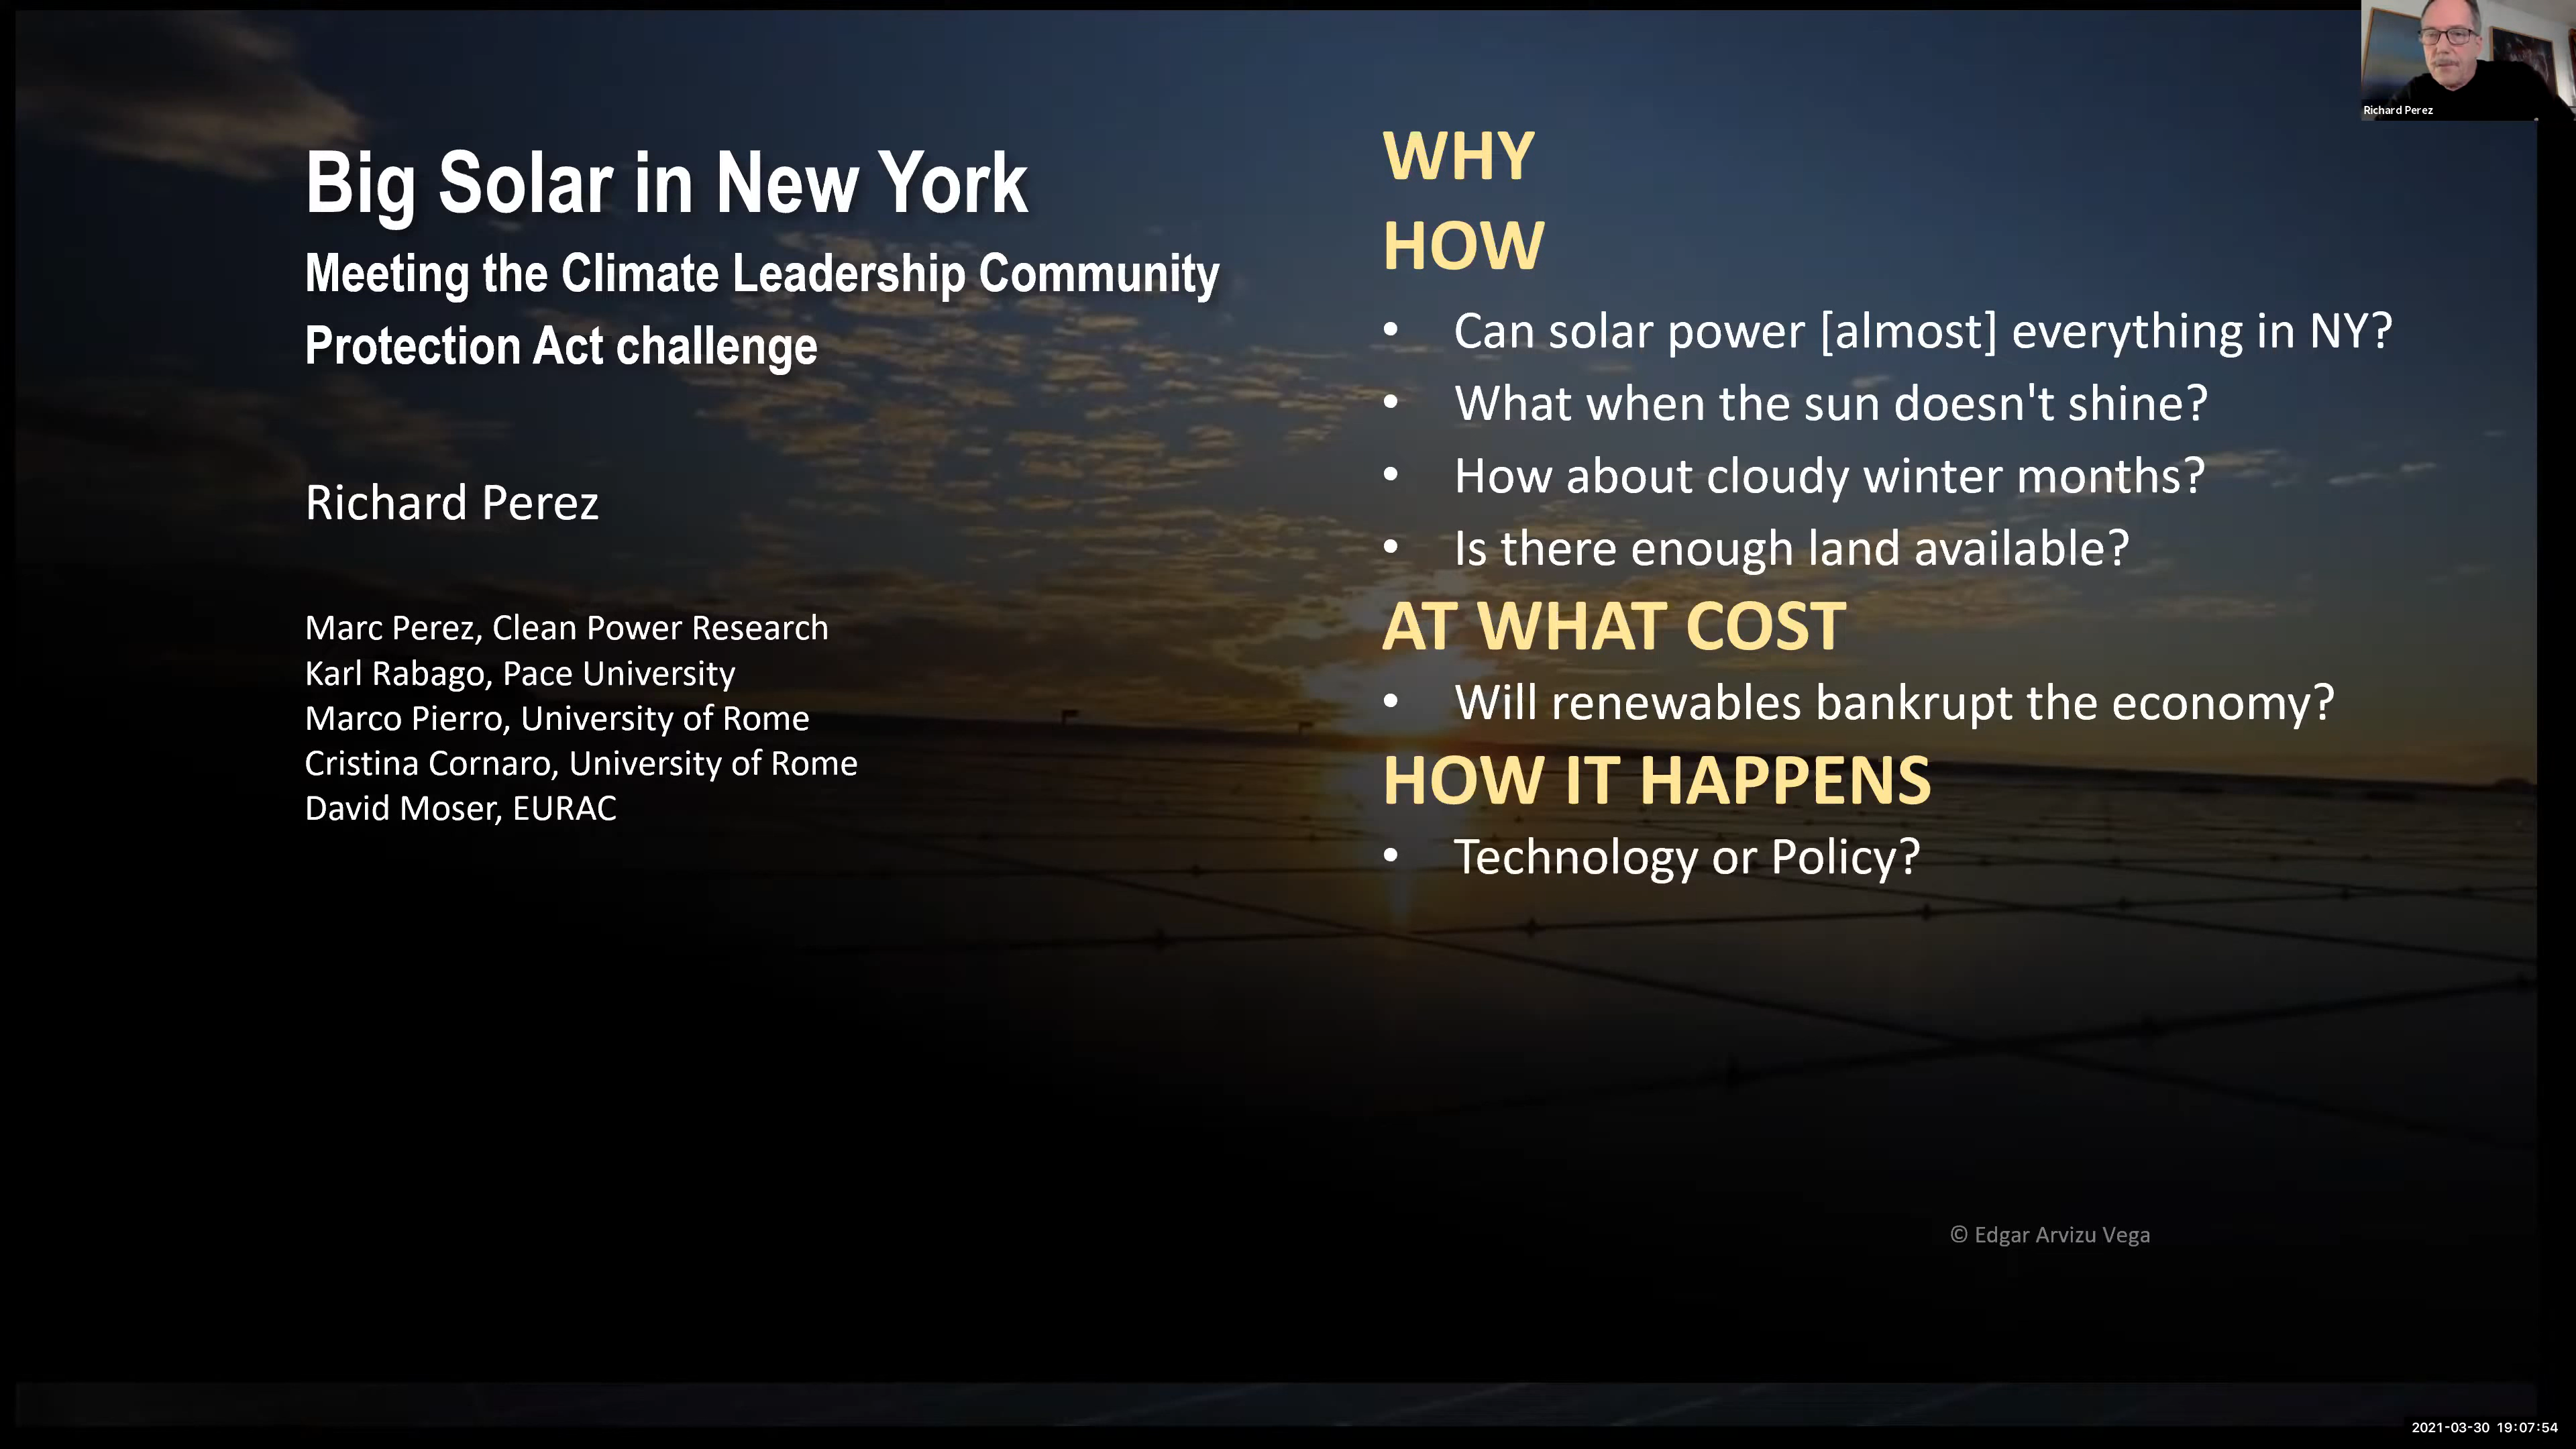 Richard Perez
Big Solar in New York
Meeting the Climate Leadership Community
Protection Act challenge
Richard Perez
Marc Perez, Clean Power Research
Karl Rabago, Pace University
Marco Pierro, University of Rome
Cristina Cornaro, University of Rome
David Moser, EURAC
WHY
HOW
• Can solar power [almost] everything in NY?
• What when the sun doesn't shine?
• How about cloudy winter months?
• Is there enough land available?
AT WHAT COST
• Will renewables bankrupt the economy?
HOW IT HAPPENS
• Technology or Policy?
© Edgar Arvizu Vega
2021-03-30 19:07:54